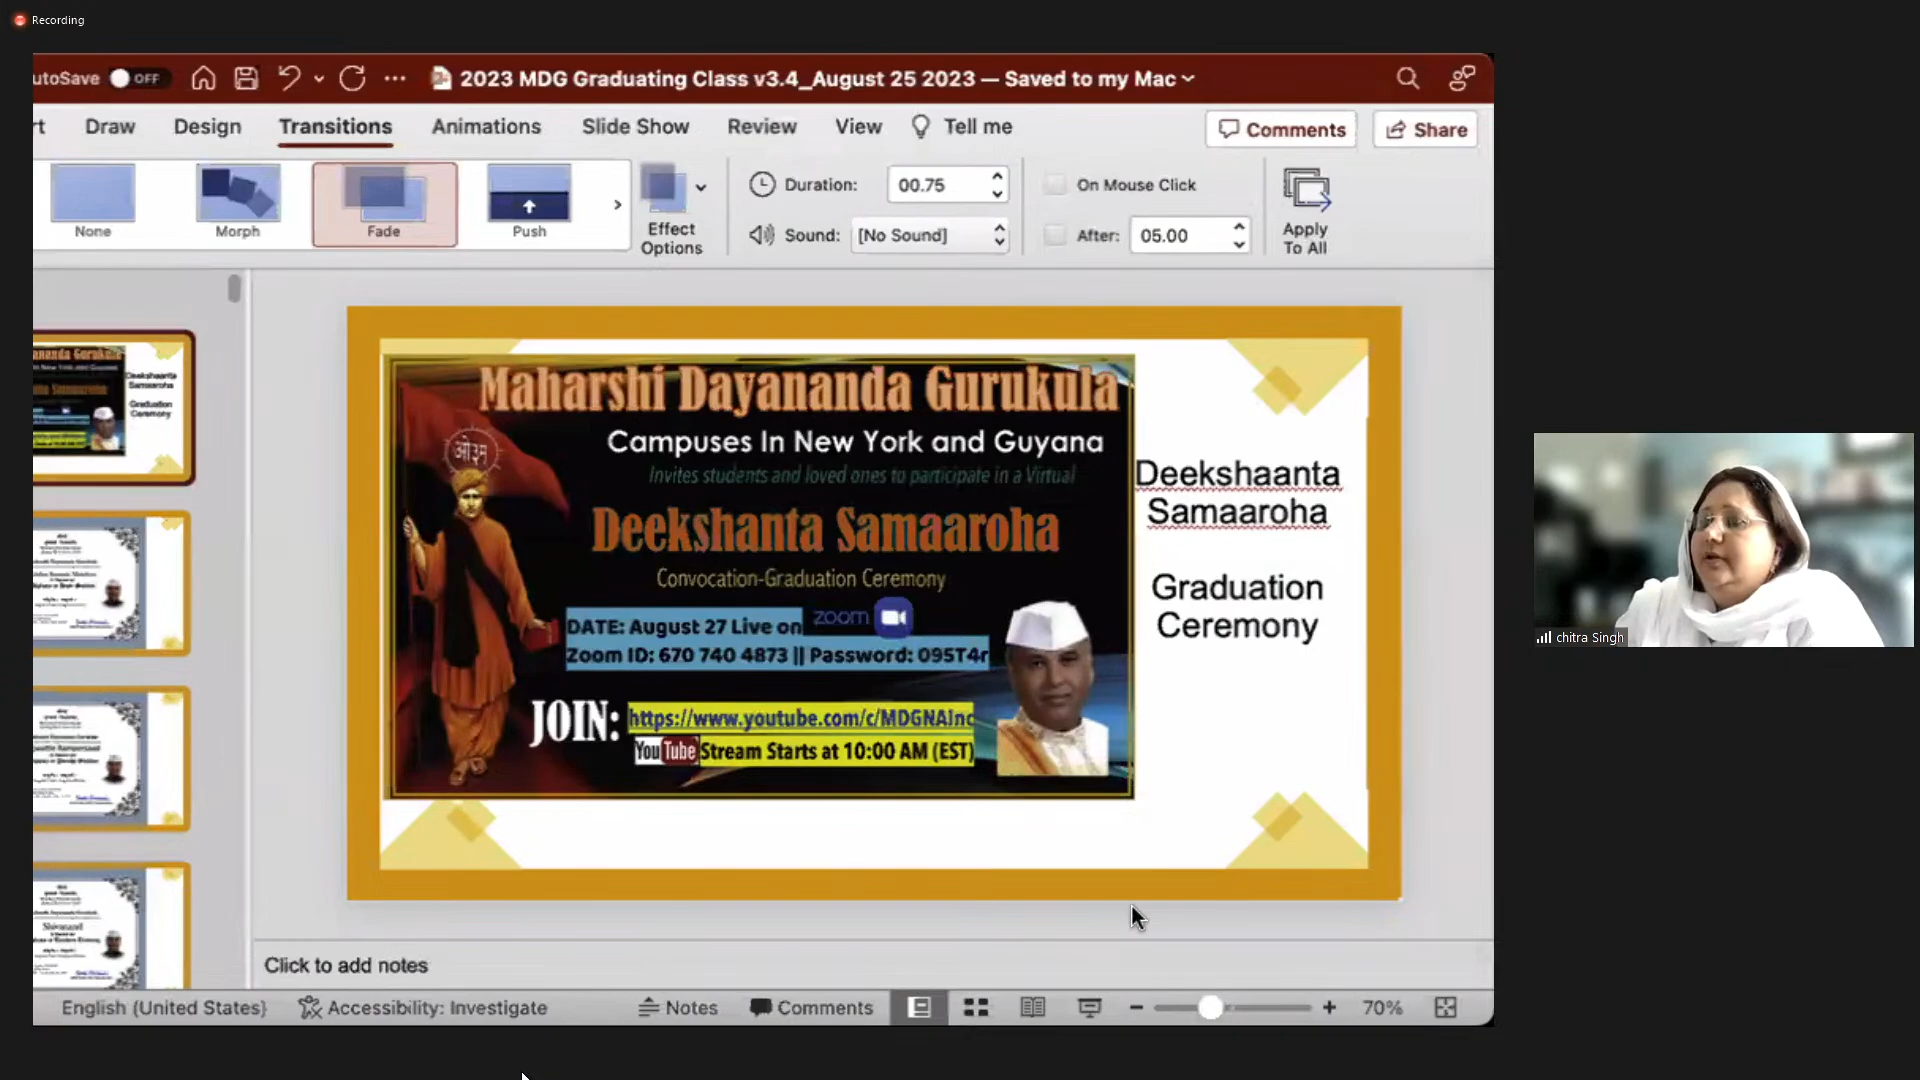 Recording
utoSave OFF
2023 MDG Graduating Class v3.4_August 25 2023 — Saved to my Mac
rt Draw Design Transitions Animations Slide Show Review View Tell me
Comments Share
None Morph Fade Push
Effect Options
Duration: 00.75
Sound: [No Sound]
On Mouse Click
After: 05.00
Apply To All
Maharshi Dayananda Gurukula
Campuses In New York and Guyana
Invites students and loved ones to participate in a Virtual
ओ३म्
Deekshanta Samaaroha
Convocation-Graduation Ceremony
DATE: August 27 Live on zoom
Zoom ID: 670 740 4873 || Password: 095T4r
JOIN: https://www.youtube.com/c/MDGNAInc
YouTube Stream Starts at 10:00 AM (EST)
Deekshaanta
Samaaroha
Graduation
Ceremony
Deekshaanta
Samaaroha
Graduation
Ceremony
chitra Singh
Click to add notes
English (United States) Accessibility: Investigate Notes Comments 70%